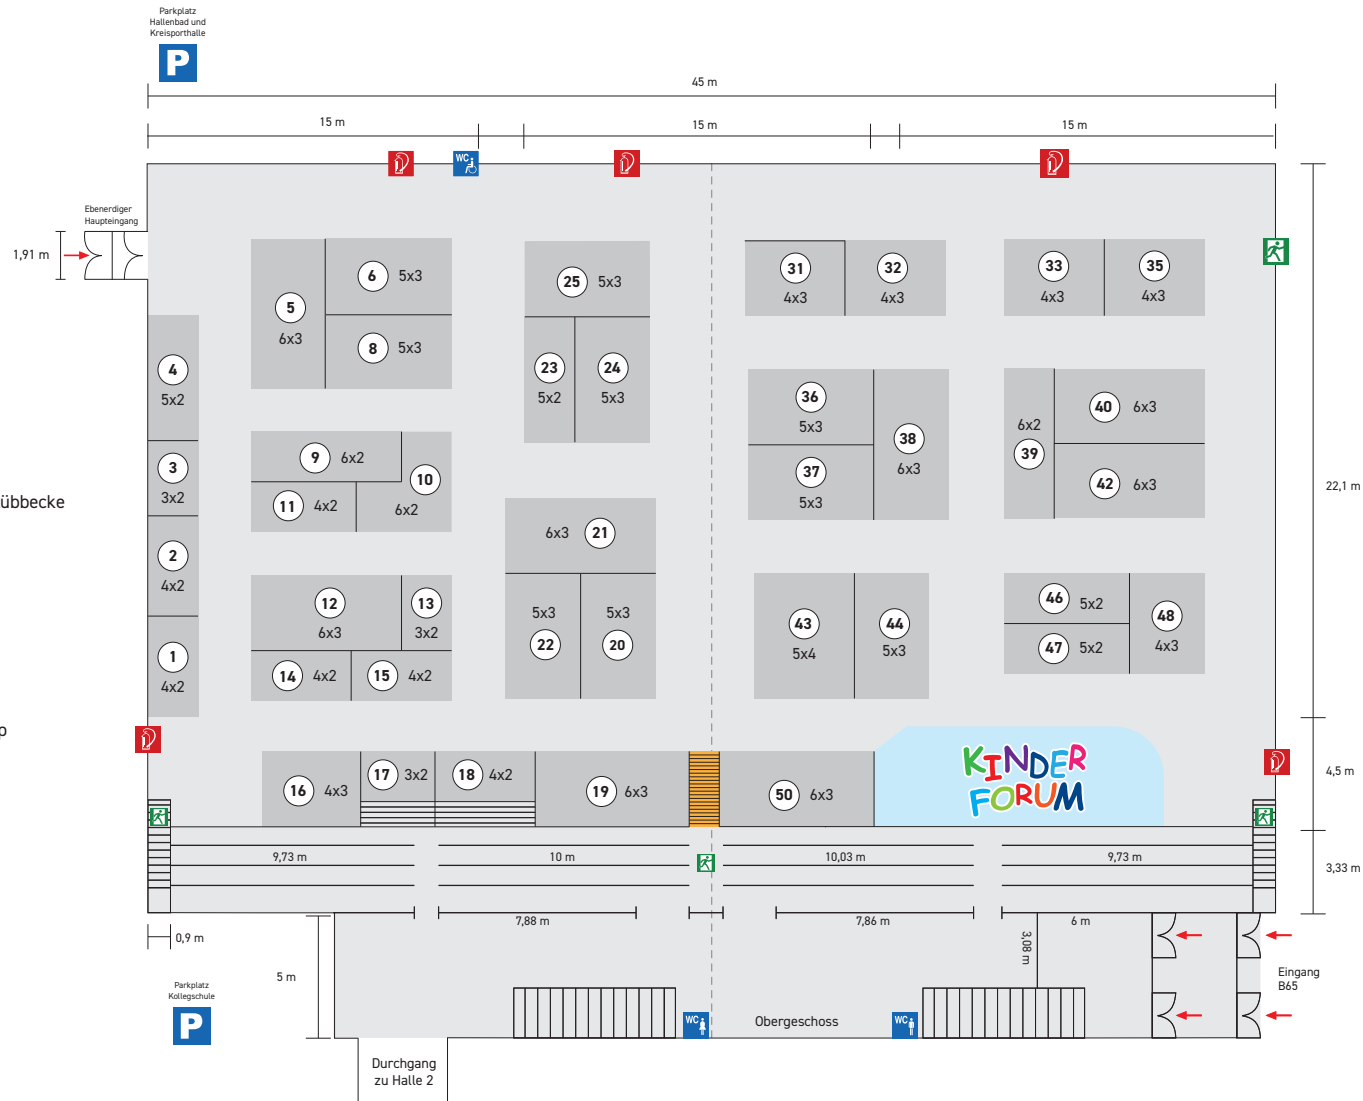 Parkplatz
Hallenbad und
Kreisporthalle
P
45 m
15 m
15 m
15 m
WC
Ebenerdiger
Haupteingang
1,91 m
5
6x3
6 5x3
8 5x3
25 5x3
23
5x2
24
5x3
31
4x3
32
4x3
33
4x3
35
4x3
4
5x2
3
3x2
2
4x2
1
4x2
übbecke
p
9 6x2
10
6x2
11 4x2
36
5x3
37
5x3
38
6x3
6x2
39
40 6x3
42 6x3
22,1 m
12
6x3
13
3x2
14 4x2
15 4x2
6x3 21
5x3
22
5x3
20
43
5x4
44
5x3
46 5x2
47 5x2
48
4x3
16 4x3
17 3x2
18 4x2
19 6x3
50 6x3
KINDER
FORUM
4,5 m
9,73 m
10 m
10,03 m
9,73 m
3,33 m
7,88 m
7,86 m
6 m
0,9 m
5 m
3,08 m
Eingang
B65
Parkplatz
Kollegschule
P
WC
Obergeschoss
WC
Durchgang
zu Halle 2